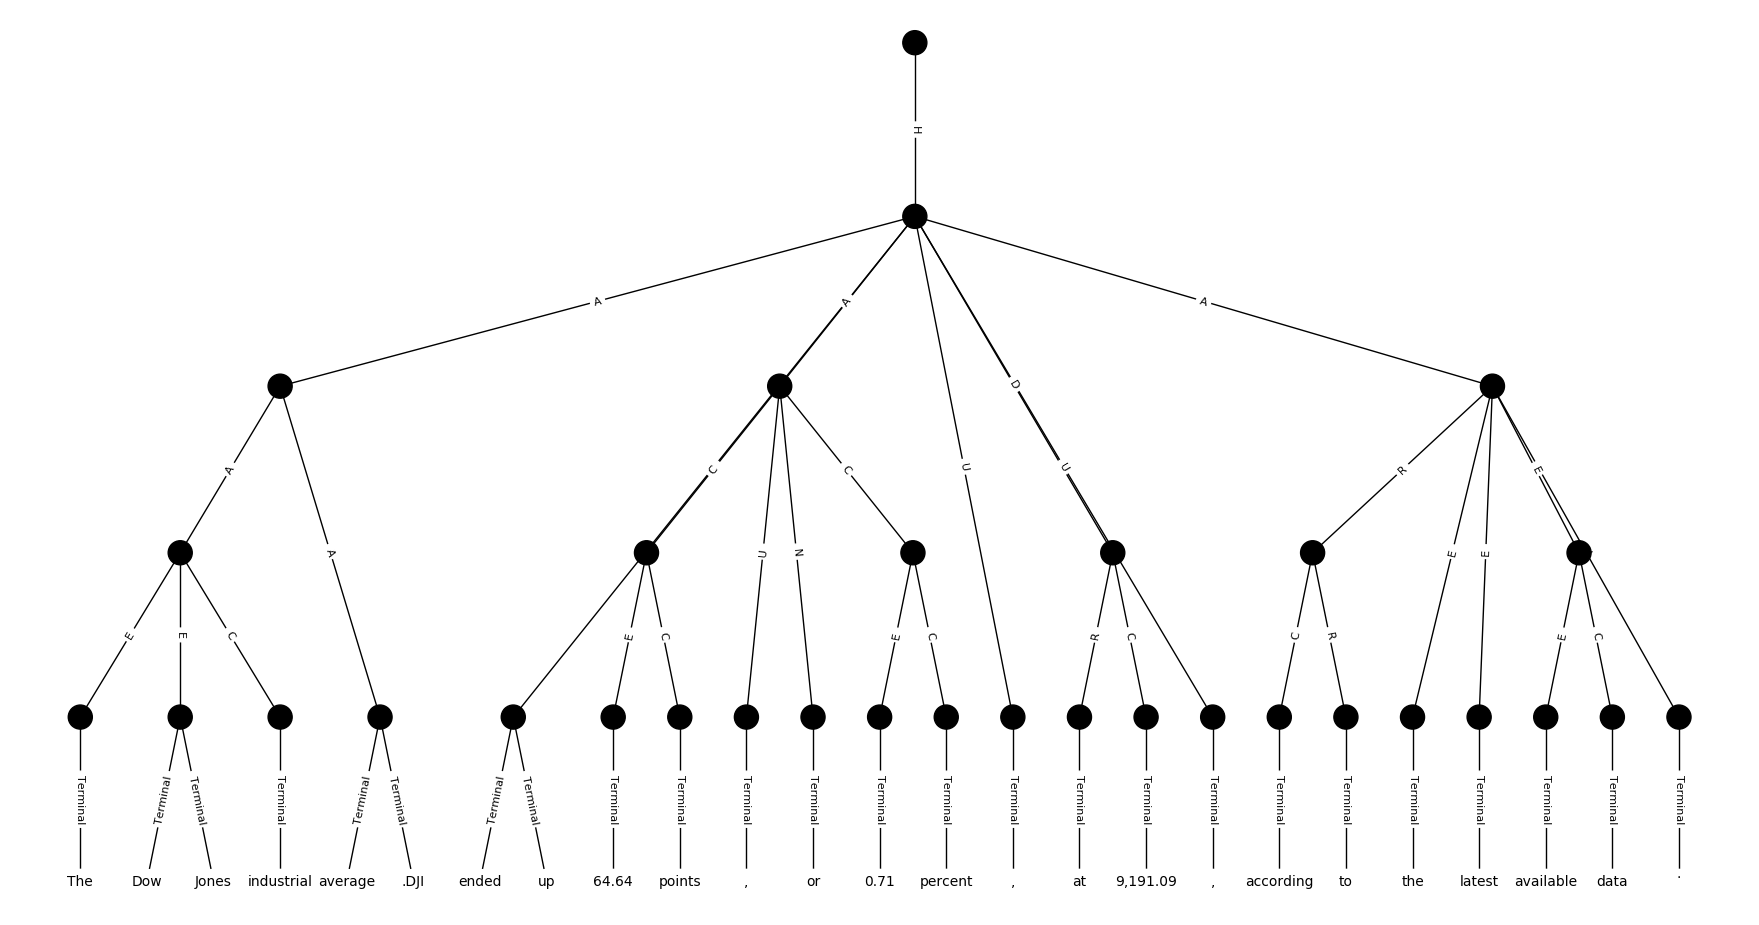 H
A A A
A A C C U N D U U R E E E
E E C E C E C R C C R E C
Terminal Terminal Terminal Terminal Terminal Terminal Terminal Terminal Terminal Terminal Terminal Terminal Terminal Terminal Terminal Terminal Terminal Terminal Terminal Terminal Terminal Terminal Terminal Terminal Terminal
The Dow Jones industrial average .DJI ended up 64.64 points , or 0.71 percent , at 9,191.09 , according to the latest available data .